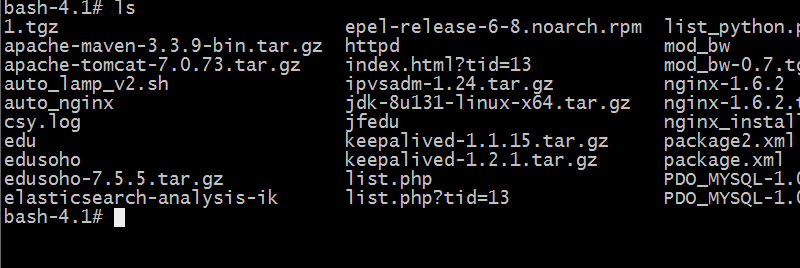 bash-4.1# ls
1.tgz epel-release-6-8.noarch.rpm list_python.p
apache-maven-3.3.9-bin.tar.gz httpd mod_bw
apache-tomcat-7.0.73.tar.gz index.html?tid=13 mod_bw-0.7.tg
auto_lamp_v2.sh ipvsadm-1.24.tar.gz nginx-1.6.2
auto_nginx jdk-8u131-linux-x64.tar.gz nginx-1.6.2.t
csy.log jfedu nginx_install
edu keepalived-1.1.15.tar.gz package2.xml
edusoho keepalived-1.2.1.tar.gz package.xml
edusoho-7.5.5.tar.gz list.php PDO_MYSQL-1.0
elasticsearch-analysis-ik list.php?tid=13 PDO_MYSQL-1.0
bash-4.1#